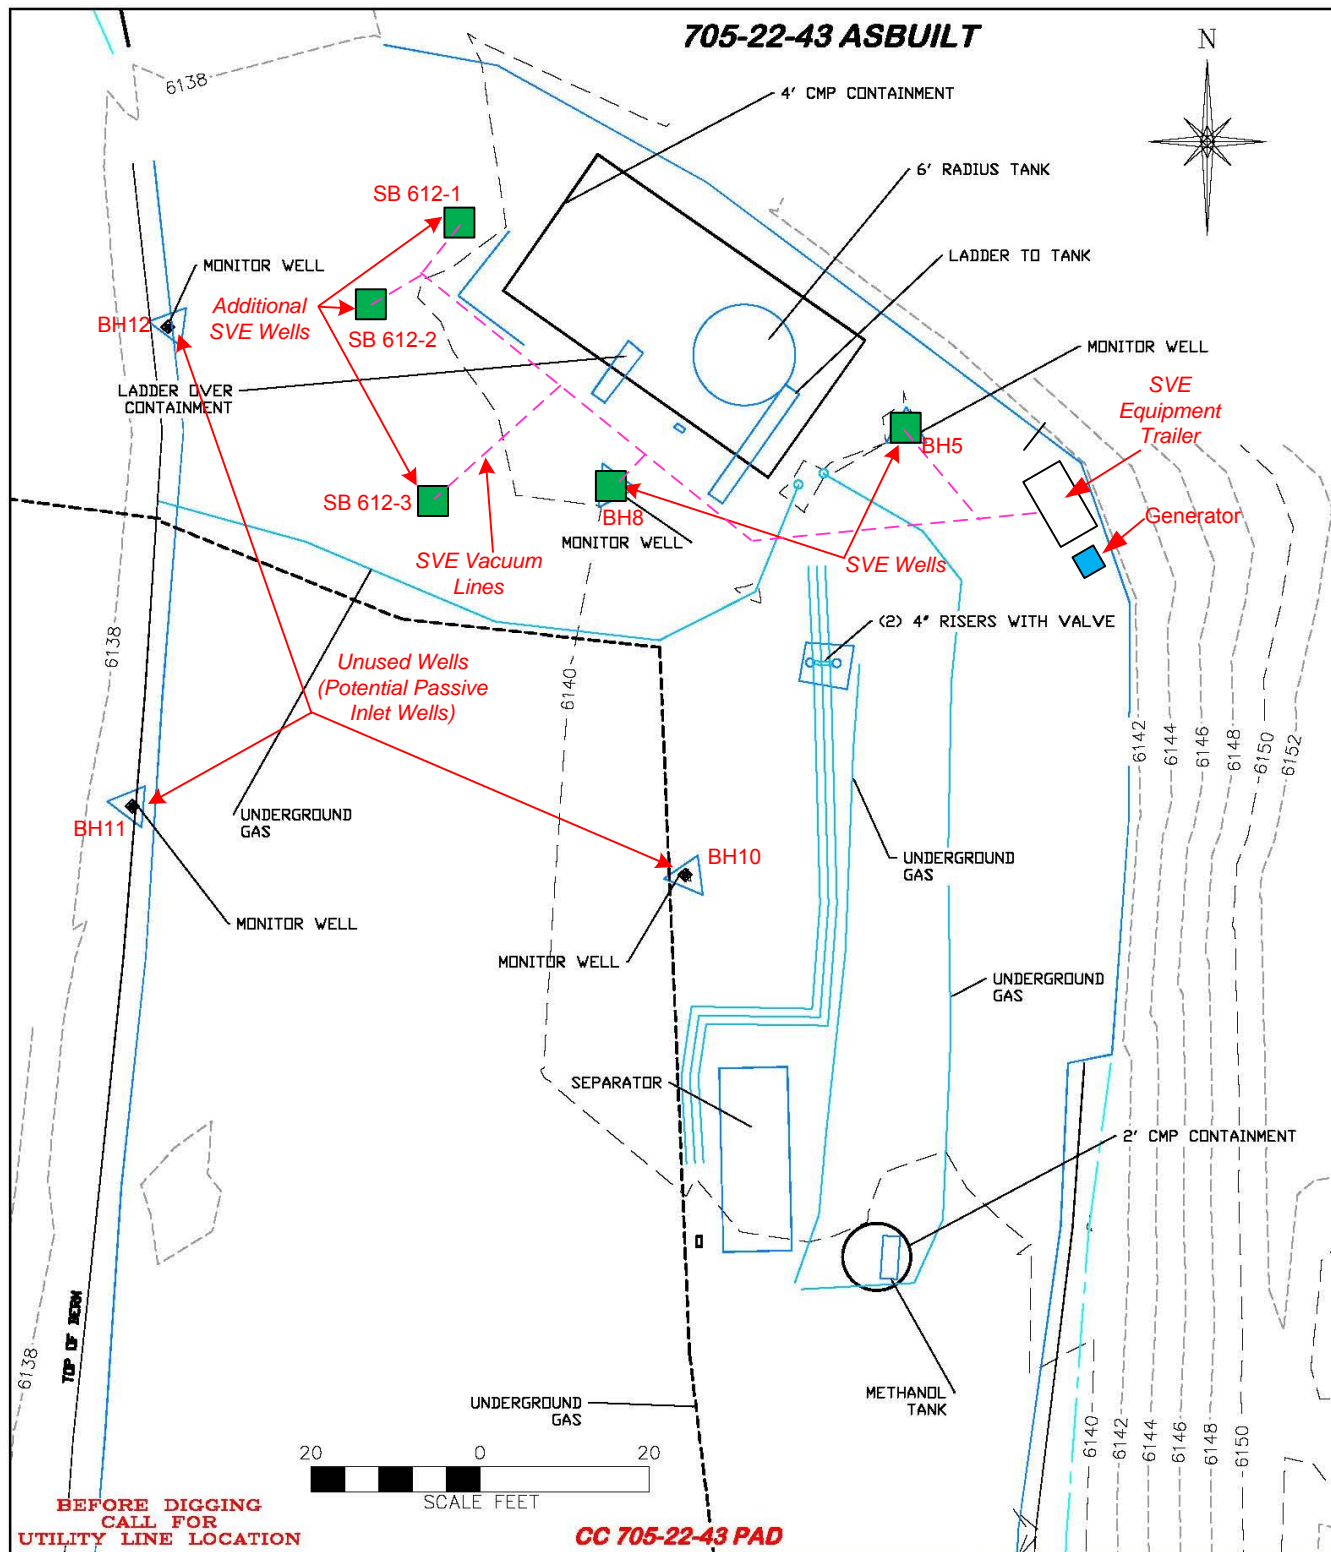 705-22-43 ASBUILT
N
6138
4' CMP CONTAINMENT
6' RADIUS TANK
SB 612-1
LADDER TO TANK
MONITOR WELL
Additional
SVE Wells
BH12
SB 612-2
MONITOR WELL
LADDER OVER
CONTAINMENT
SVE
Equipment
Trailer
BH5
SB 612-3
BH8
Generator
MONITOR WELL
SVE Vacuum
Lines
SVE Wells
(2) 4" RISERS WITH VALVE
6138
6140
Unused Wells
(Potential Passive
Inlet Wells)
6142
6144
6146
6148
6150
6152
UNDERGROUND
GAS
BH11
BH10
UNDERGROUND
GAS
MONITOR WELL
MONITOR WELL
UNDERGROUND
GAS
SEPARATOR
2' CMP CONTAINMENT
TOP OF BERM
6138
METHANOL
TANK
UNDERGROUND
GAS
6140
6142
6144
6146
6148
6150
20 0 20
SCALE FEET
BEFORE DIGGING
CALL FOR
UTILITY LINE LOCATION
CC 705-22-43 PAD